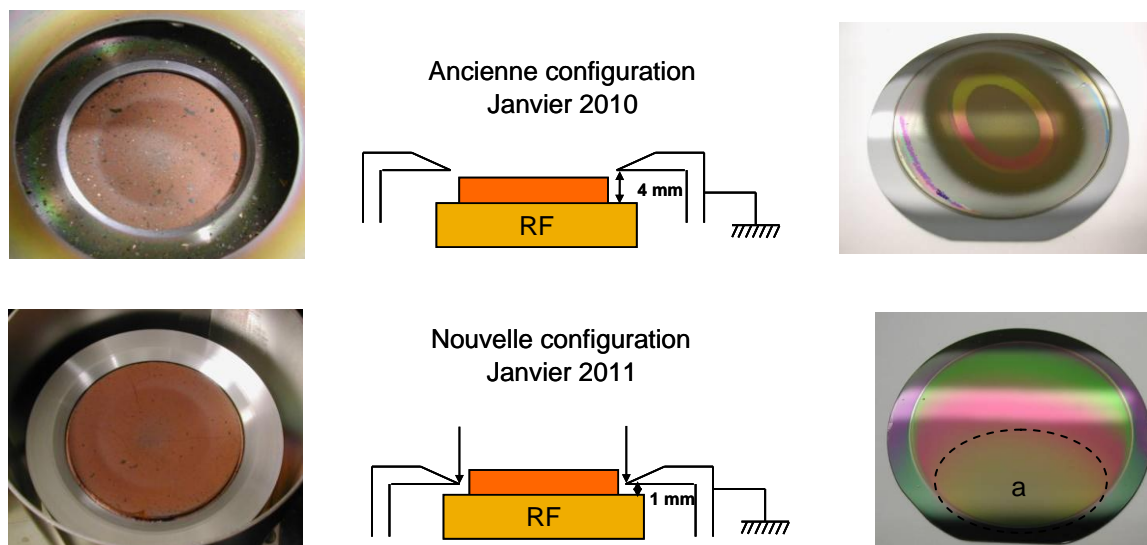 Ancienne configuration
Janvier 2010
4 mm
RF
Nouvelle configuration
Janvier 2011
1 mm
RF
a